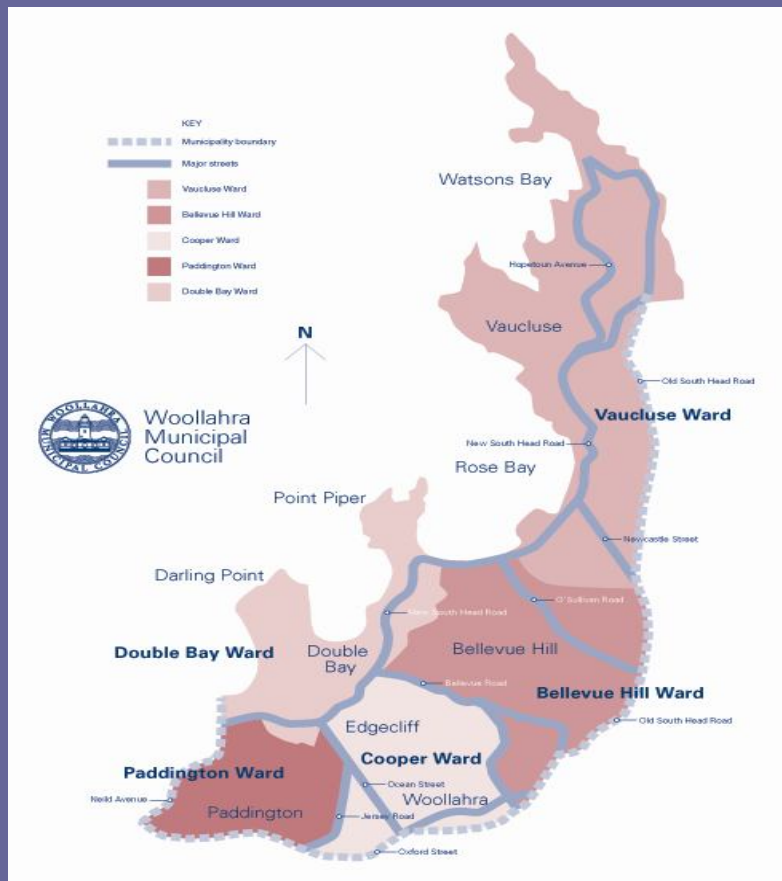 KEY
Municipality boundary
Major streets
Vaucluse Ward
Bellevue Hill Ward
Cooper Ward
Paddington Ward
Double Bay Ward
N
WOOLLAHRA
MUNICIPAL COUNCIL
Woollahra
Municipal
Council
Watsons Bay
Hopetoun Avenue
Vaucluse
Old South Head Road
Vaucluse Ward
New South Head Road
Rose Bay
Point Piper
Newcastle Street
Darling Point
O'Sullivan Road
New South Head Road
Double Bay Ward
Double
Bay
Bellevue Hill
Bellevue Road
Bellevue Hill Ward
Old South Head Road
Edgecliff
Cooper Ward
Paddington Ward
Ocean Street
Neild Avenue
Woollahra
Paddington
Jersey Road
Oxford Street